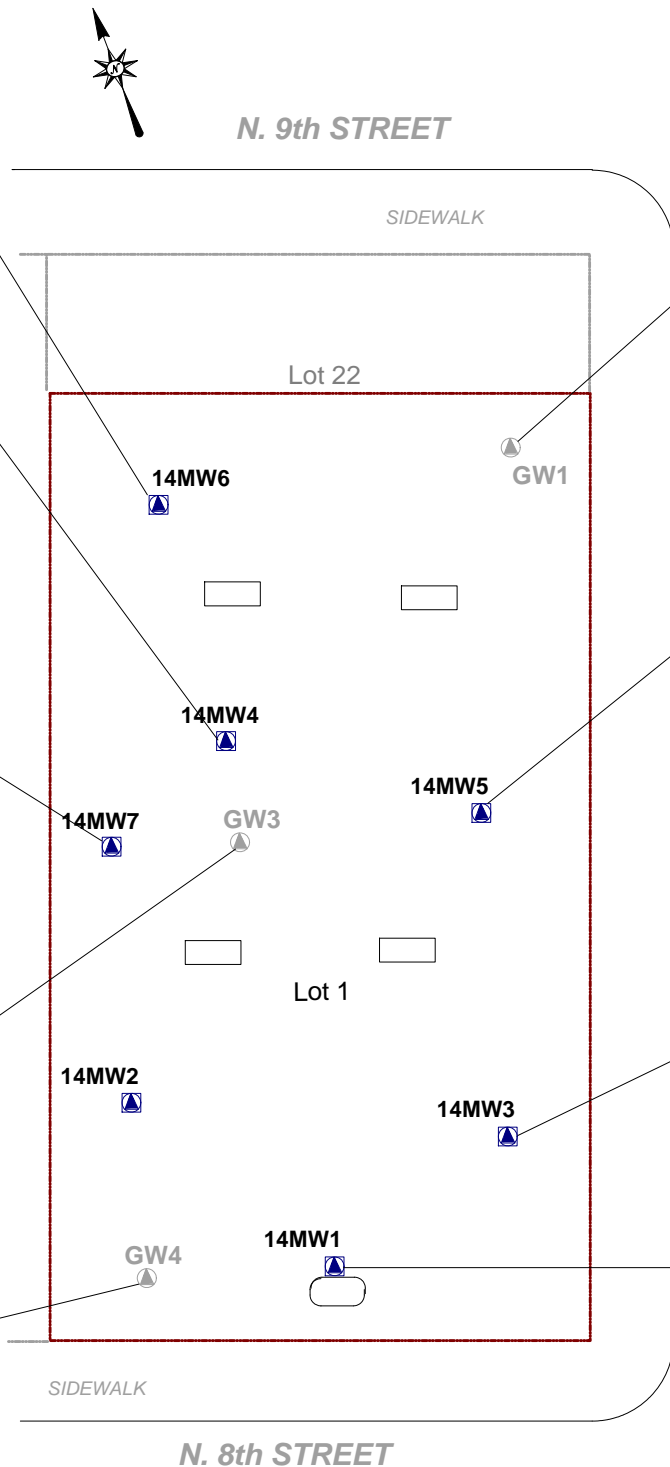 N
N. 9th STREET
SIDEWALK
Lot 22
14MW6
GW1
14MW4
14MW5
14MW7
GW3
Lot 1
14MW2
14MW3
14MW1
GW4
SIDEWALK
N. 8th STREET